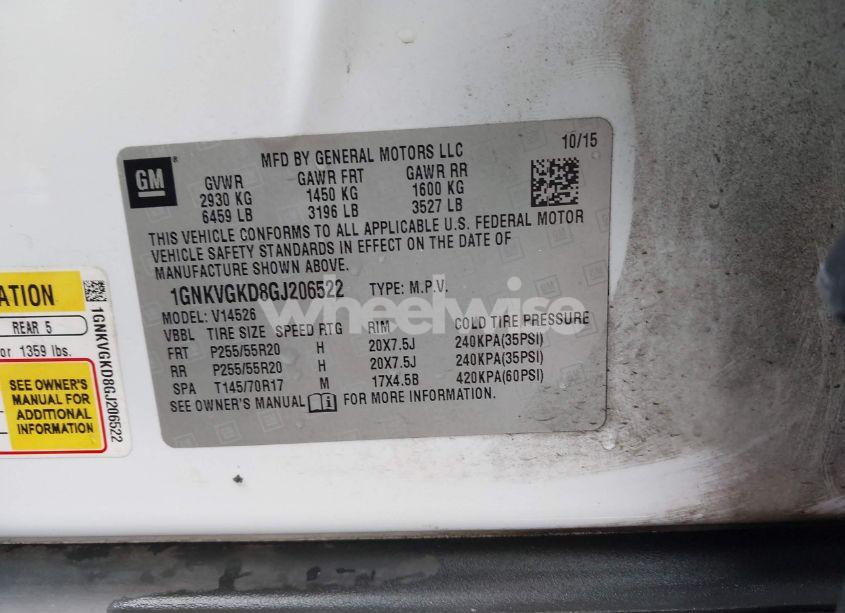 GM
MFD BY GENERAL MOTORS LLC
10/15
GVWR GAWR FRT GAWR RR
2930 KG 1450 KG 1600 KG
6459 LB 3196 LB 3527 LB
THIS VEHICLE CONFORMS TO ALL APPLICABLE U.S. FEDERAL MOTOR
VEHICLE SAFETY STANDARDS IN EFFECT ON THE DATE OF
MANUFACTURE SHOWN ABOVE.
1GNKVGKD8GJ206522 TYPE: M.P.V.
MODEL: V14526
VBBL TIRE SIZE SPEED RTG RIM COLD TIRE PRESSURE
FRT P255/55R20 H 20X7.5J 240KPA(35PSI)
RR P255/55R20 H 20X7.5J 240KPA(35PSI)
SPA T145/70R17 M 17X4.5B 420KPA(60PSI)
SEE OWNER'S MANUAL FOR MORE INFORMATION.
wheelwise
ATION
REAR 5
or 1359 lbs.
SEE OWNER'S
MANUAL FOR
ADDITIONAL
INFORMATION
1GNKVGKD8GJ206522